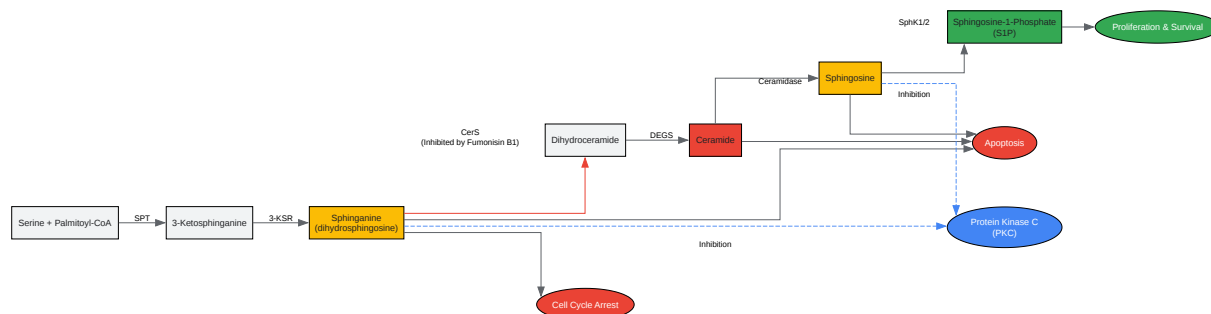 SphK1/2
Sphingosine-1-Phosphate
(S1P)
Proliferation & Survival
Ceramidase
Sphingosine
Inhibition
CerS
(Inhibited by Fumonisin B1)
Dihydroceramide
DEGS
Ceramide
Apoptosis
Serine + Palmitoyl-CoA
SPT
3-Ketosphinganine
3-KSR
Sphinganine
(dihydrosphingosine)
Inhibition
Protein Kinase C
(PKC)
Cell Cycle Arrest